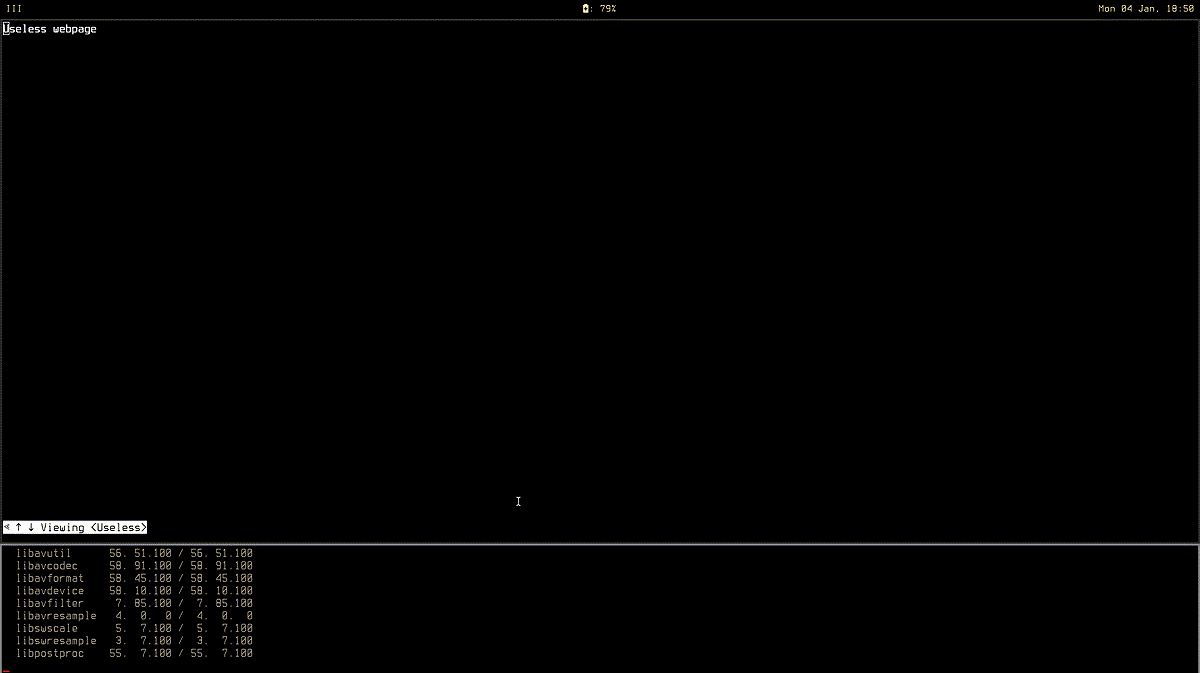 III
: 79%
Mon 04 Jan, 18:50
Useless webpage
< ↑ ↓ Viewing <Useless>
libavutil 56. 51.100 / 56. 51.100
libavcodec 58. 91.100 / 58. 91.100
libavformat 58. 45.100 / 58. 45.100
libavdevice 58. 10.100 / 58. 10.100
libavfilter 7. 85.100 / 7. 85.100
libavresample 4. 0. 0 / 4. 0. 0
libswscale 5. 7.100 / 5. 7.100
libswresample 3. 7.100 / 3. 7.100
libpostproc 55. 7.100 / 55. 7.100